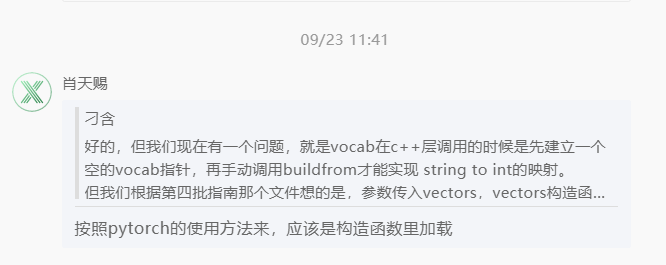 09/23 11:41
肖天赐
刁含
好的，但我们现在有一个问题，就是vocab在c++层调用的时候是先建立一个
空的vocab指针，再手动调用buildfrom才能实现 string to int的映射。
但我们根据第四批指南那个文件想的是，参数传入vectors，vectors构造函...
按照pytorch的使用方法来，应该是构造函数里加载